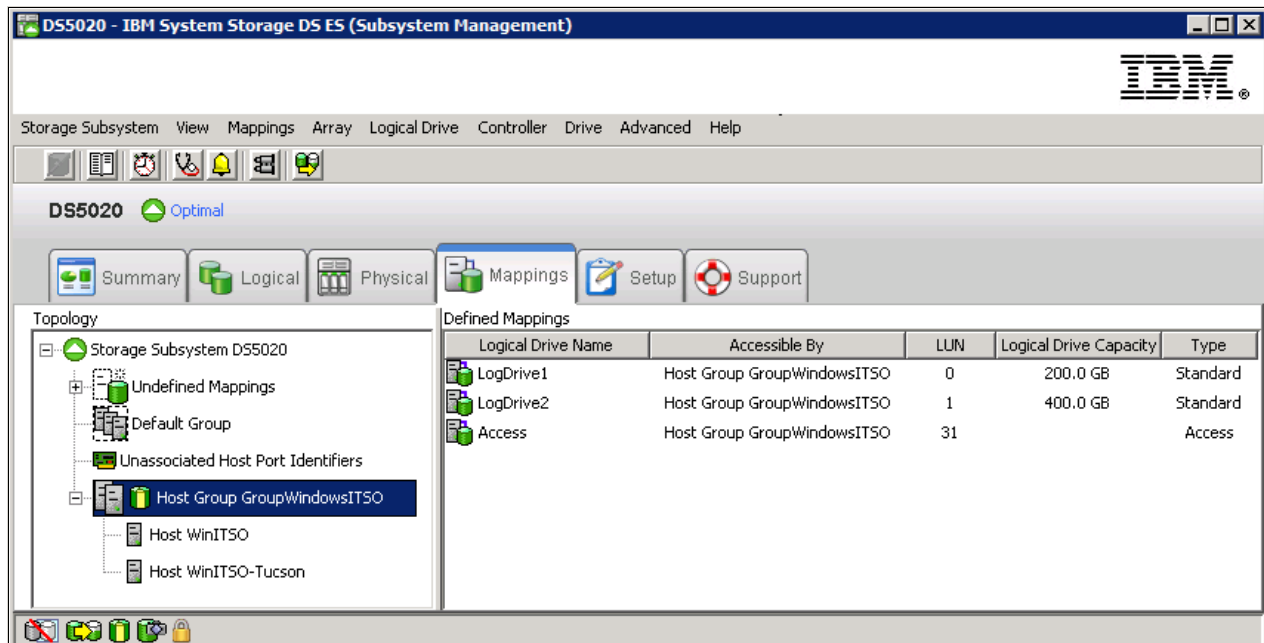 DS5020 - IBM System Storage DS ES (Subsystem Management)
IBM®
Storage Subsystem View Mappings Array Logical Drive Controller Drive Advanced Help
DS5020 Optimal
Summary Logical Physical Mappings Setup Support
Topology
Storage Subsystem DS5020
Undefined Mappings
Default Group
Unassociated Host Port Identifiers
Host Group GroupWindowsITSO
Host WinITSO
Host WinITSO-Tucson
Defined Mappings
Logical Drive Name Accessible By LUN Logical Drive Capacity Type
LogDrive1 Host Group GroupWindowsITSO 0 200.0 GB Standard
LogDrive2 Host Group GroupWindowsITSO 1 400.0 GB Standard
Access Host Group GroupWindowsITSO 31 Access